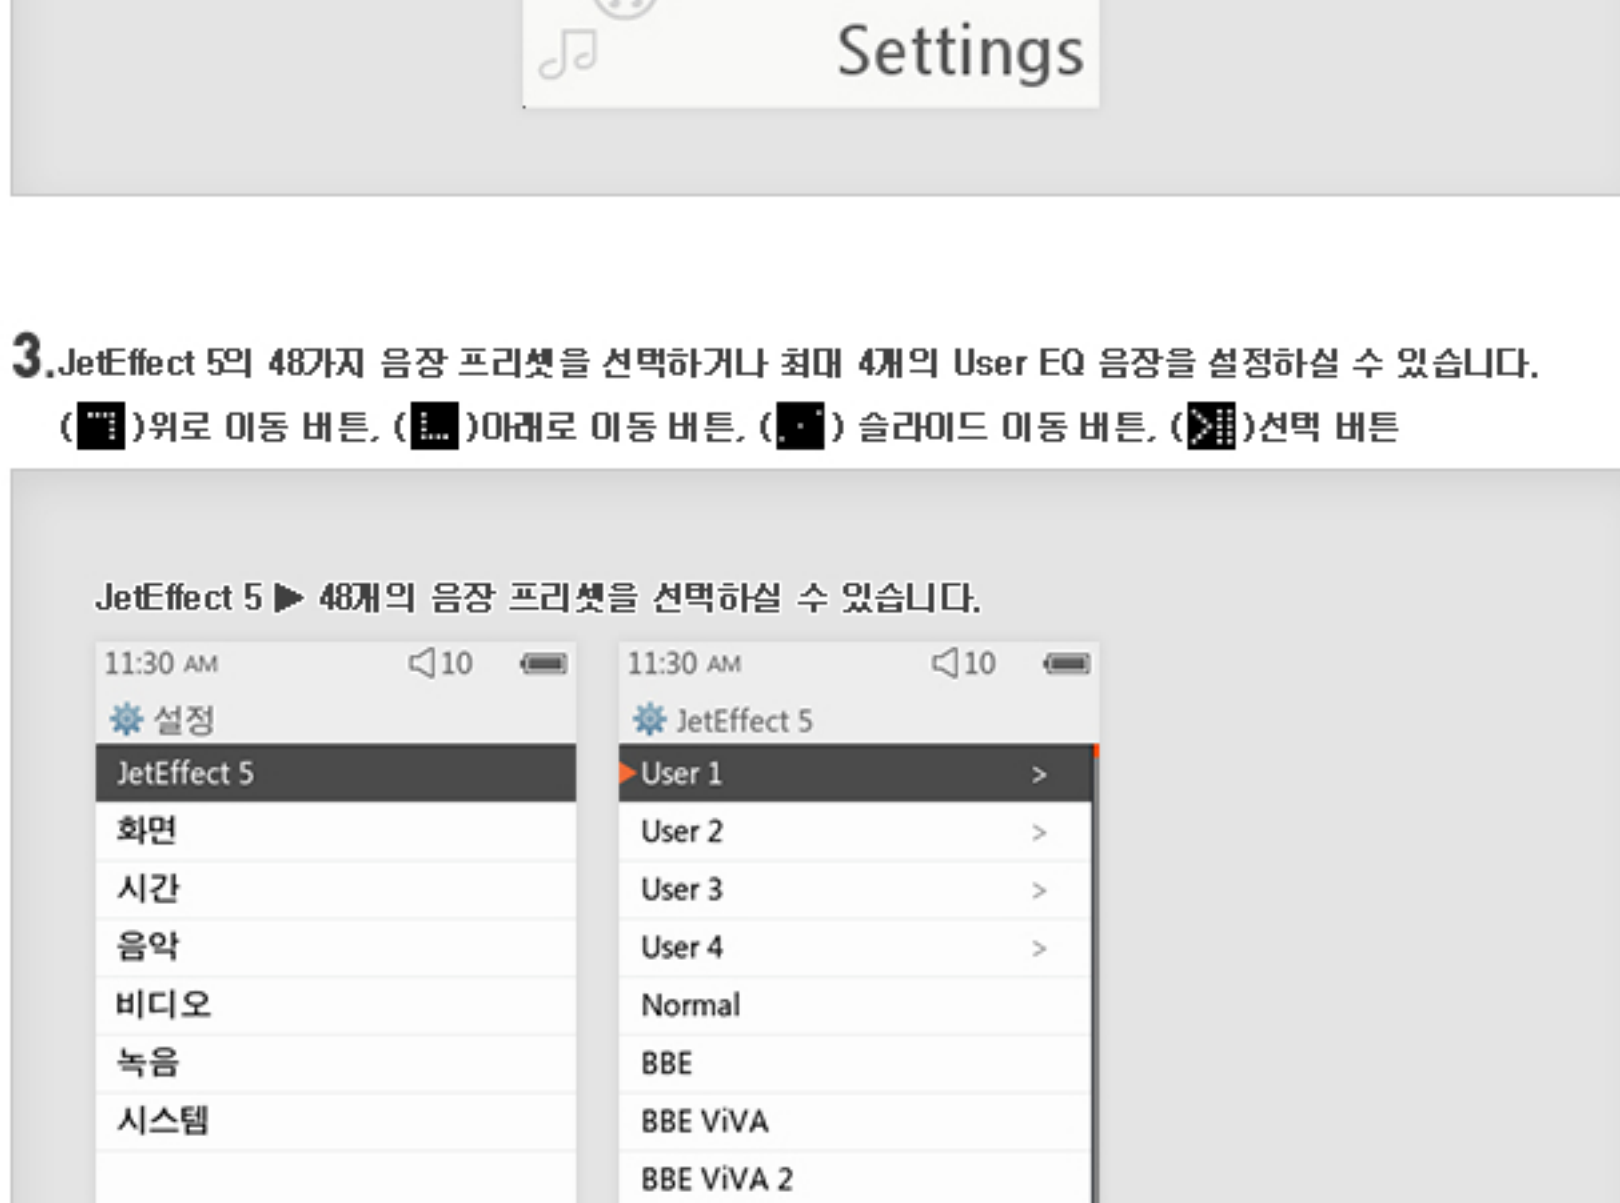 Settings
3.JetEffect 5의 48가지 음장 프리셋을 선택하거나 최대 4개의 User EQ 음장을 설정하실 수 있습니다.
( )위로 이동 버튼, ( )아래로 이동 버튼, ( ) 슬라이드 이동 버튼, ( )선택 버튼
JetEffect 5 ▶ 48개의 음장 프리셋을 선택하실 수 있습니다.
11:30 AM 10
설정
JetEffect 5
화면
시간
음악
비디오
녹음
시스템
11:30 AM 10
JetEffect 5
User 1 >
User 2 >
User 3 >
User 4 >
Normal
BBE
BBE ViVA
BBE ViVA 2